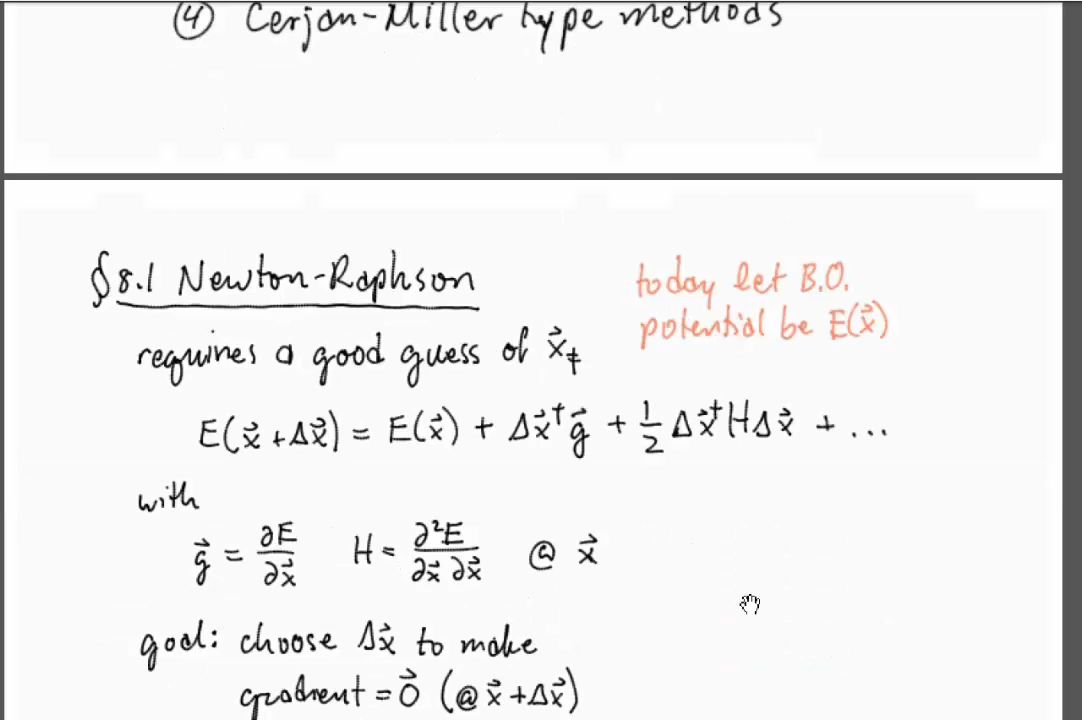 ④ Cerjan-Miller type methods
§8.1 Newton-Raphson
today let B.O.
potential be E(x⃗)
requires a good guess of x⃗‡
E(x⃗ + Δx⃗) = E(x⃗) + Δx⃗†g⃗ + 1/2 Δx⃗†HΔx⃗ + ...
with
g⃗ = ∂E/∂x⃗ H = ∂²E/∂x⃗ ∂x⃗ @ x⃗
goal: choose Δx⃗ to make
gradient = 0⃗ (@ x⃗ + Δx⃗)